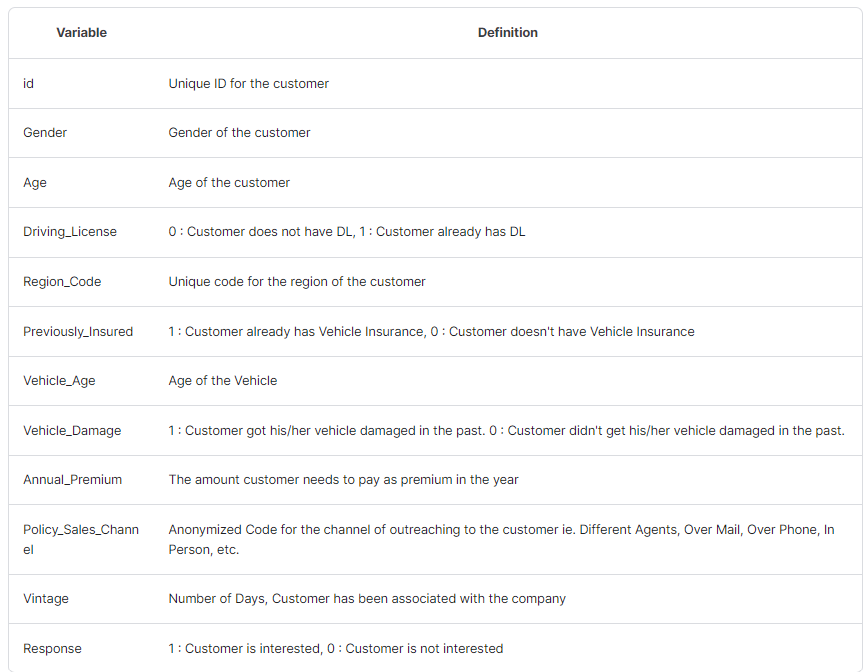 Variable Definition
id Unique ID for the customer
Gender Gender of the customer
Age Age of the customer
Driving_License 0 : Customer does not have DL, 1 : Customer already has DL
Region_Code Unique code for the region of the customer
Previously_Insured 1 : Customer already has Vehicle Insurance, 0 : Customer doesn't have Vehicle Insurance
Vehicle_Age Age of the Vehicle
Vehicle_Damage 1 : Customer got his/her vehicle damaged in the past. 0 : Customer didn't get his/her vehicle damaged in the past.
Annual_Premium The amount customer needs to pay as premium in the year
Policy_Sales_Chann Anonymized Code for the channel of outreaching to the customer ie. Different Agents, Over Mail, Over Phone, In
el Person, etc.
Vintage Number of Days, Customer has been associated with the company
Response 1 : Customer is interested, 0 : Customer is not interested